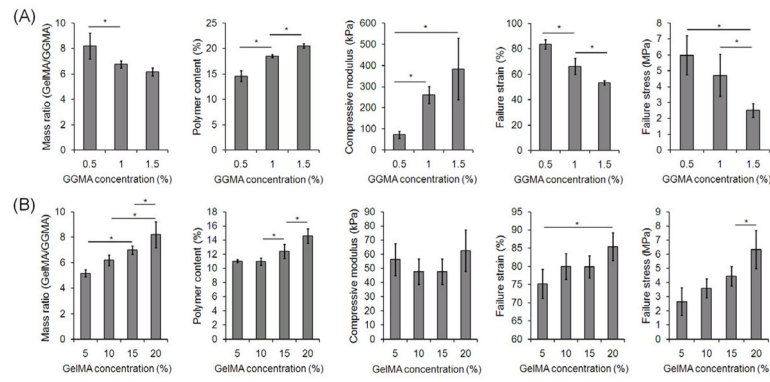 (A)
Mass ratio (GelMA/GGMA)
10
8
6
4
2
0
*
0.5 1 1.5
GGMA concentration (%)
Polymer content (%)
25
20
15
10
5
0
* *
0.5 1 1.5
GGMA concentration (%)
Compressive modulus (kPa)
600
500
400
300
200
100
0
*
*
0.5 1 1.5
GGMA concentration (%)
Failure strain (%)
100
80
60
40
20
0
*
*
0.5 1 1.5
GGMA concentration (%)
Failure stress (MPa)
8
7
6
5
4
3
2
1
0
*
*
0.5 1 1.5
GGMA concentration (%)
(B)
Mass ratio (GelMA/GGMA)
10
8
6
4
2
0
*
*
*
5 10 15 20
GelMA concentration (%)
Polymer content (%)
18
16
14
12
10
8
6
4
2
0
*
*
5 10 15 20
GelMA concentration (%)
Compressive modulus (kPa)
90
80
70
60
50
40
30
20
10
0
5 10 15 20
GelMA concentration (%)
Failure strain (%)
95
90
85
80
75
70
65
60
*
5 10 15 20
GelMA concentration (%)
Failure stress (MPa)
9
8
7
6
5
4
3
2
1
0
*
5 10 15 20
GelMA concentration (%)